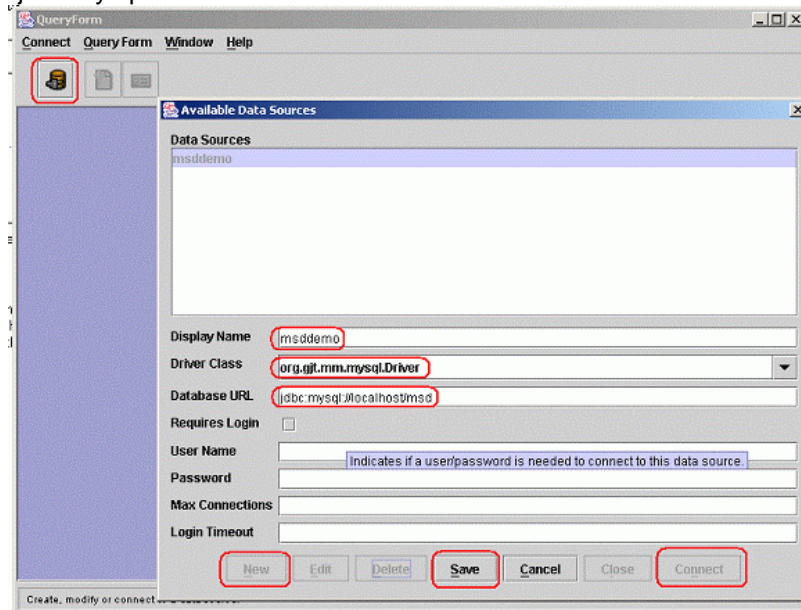 QueryForm
Connect Query Form Window Help
Available Data Sources
Data Sources
msddemo
Display Name msddemo
Driver Class org.gjt.mm.mysql.Driver
Database URL jdbc:mysql://localhost/msd
Requires Login
User Name
Indicates if a user/password is needed to connect to this data source.
Password
Max Connections
Login Timeout
New Edit Delete Save Cancel Close Connect
Create, modify or connect